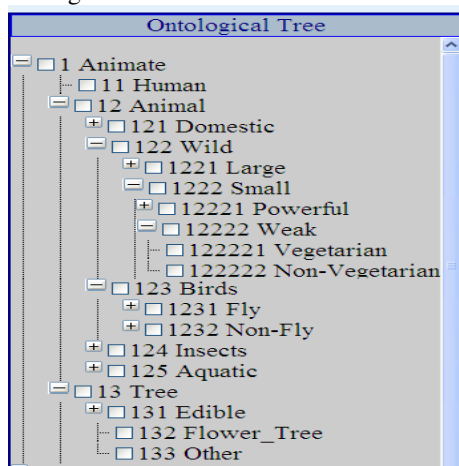 Ontological Tree
1 Animate
11 Human
12 Animal
121 Domestic
122 Wild
1221 Large
1222 Small
12221 Powerful
12222 Weak
122221 Vegetarian
122222 Non-Vegetarian
123 Birds
1231 Fly
1232 Non-Fly
124 Insects
125 Aquatic
13 Tree
131 Edible
132 Flower_Tree
133 Other